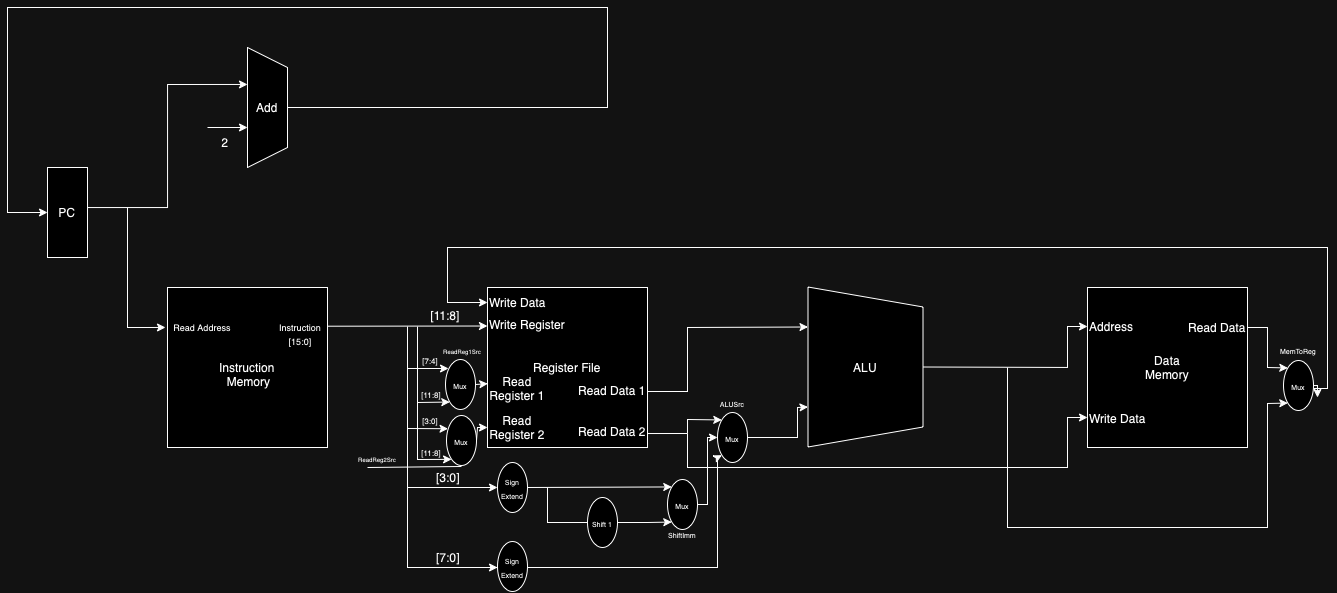 Add
2
PC
Read Address
Instruction
[15:0]
Instruction
Memory
[11:8]
Write Data
Write Register
ReadReg1Src
[7:4]
Mux
[11:8]
Register File
Read
Register 1
Read Data 1
[3:0]
Mux
[11:8]
Read
Register 2
Read Data 2
ReadReg2Src
[3:0]
Sign
Extend
Shift 1
Mux
ShiftImm
[7:0]
Sign
Extend
ALUSrc
Mux
ALU
Address
Read Data
Data
Memory
Write Data
MemToReg
Mux